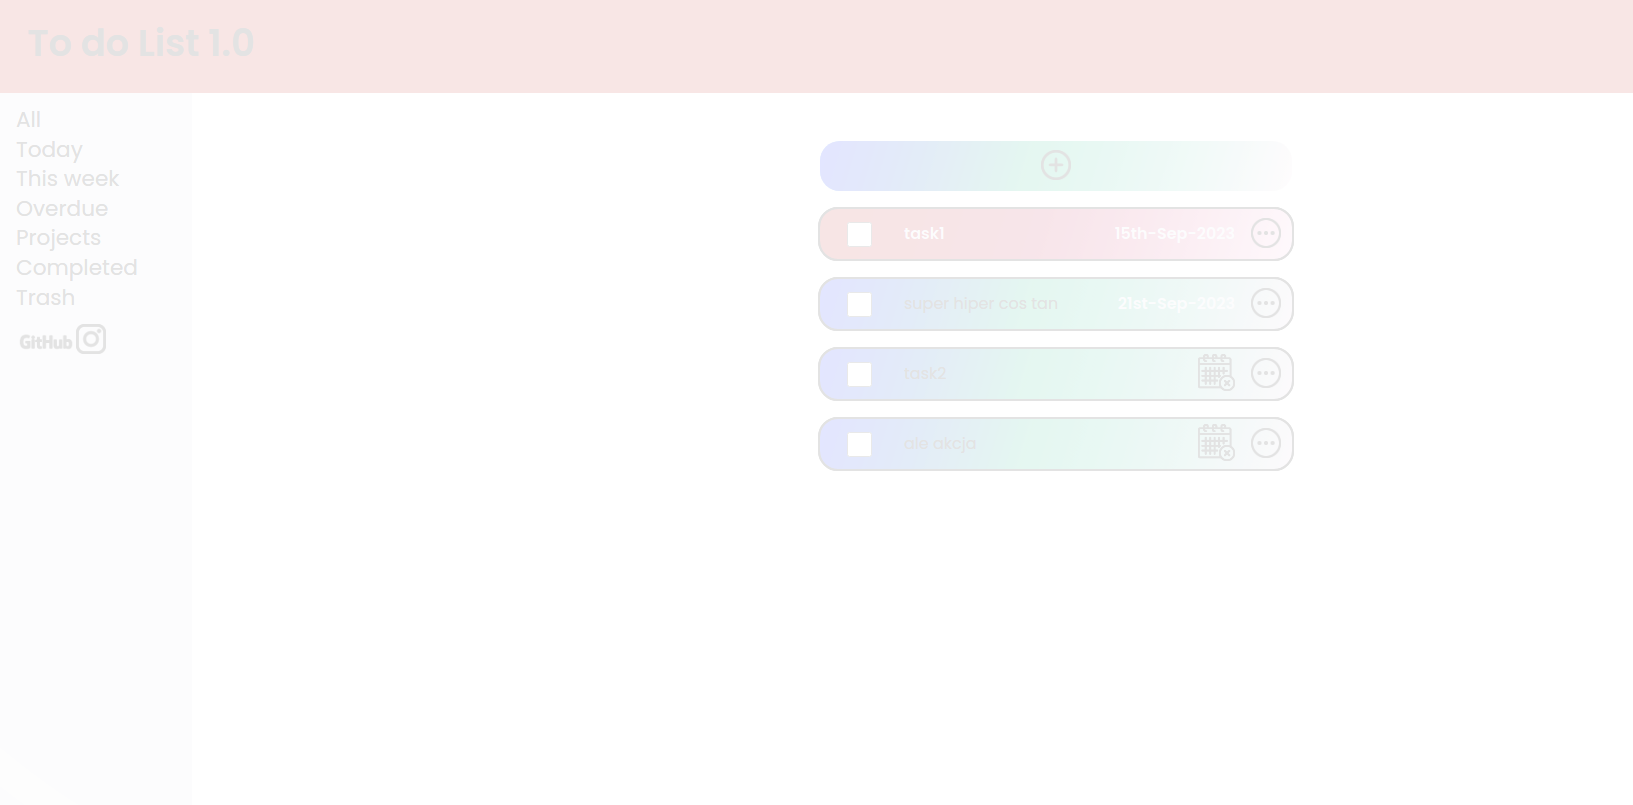 To do List 1.0
All
Today
This week
Overdue
Projects
Completed
Trash
GitHub
task1 15th-Sep-2023
super hiper cos tan 21st-Sep-2023
task2
ale akcja